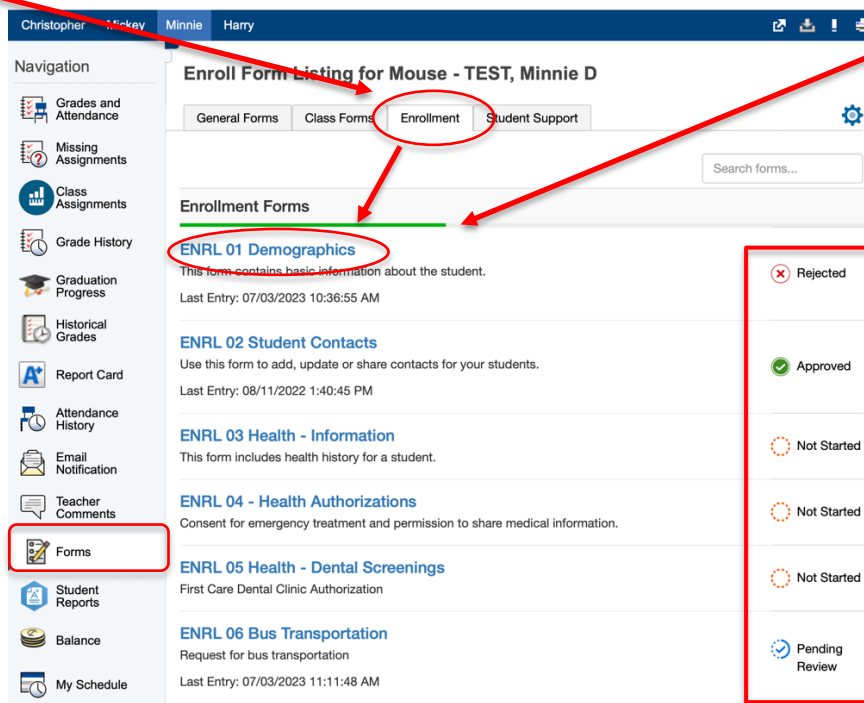 Christopher Mickey Minnie Harry
Navigation
Grades and
Attendance
Missing
Assignments
Class
Assignments
Grade History
Graduation
Progress
Historical
Grades
Report Card
Attendance
History
Email
Notification
Teacher
Comments
Forms
Student
Reports
Balance
My Schedule
Enroll Form Listing for Mouse - TEST, Minnie D
General Forms Class Forms Enrollment Student Support
Search forms...
Enrollment Forms
ENRL 01 Demographics
This form contains basic information about the student.
Last Entry: 07/03/2023 10:36:55 AM
Rejected
ENRL 02 Student Contacts
Use this form to add, update or share contacts for your students.
Last Entry: 08/11/2022 1:40:45 PM
Approved
ENRL 03 Health - Information
This form includes health history for a student.
Not Started
ENRL 04 - Health Authorizations
Consent for emergency treatment and permission to share medical information.
Not Started
ENRL 05 Health - Dental Screenings
First Care Dental Clinic Authorization
Not Started
ENRL 06 Bus Transportation
Request for bus transportation
Last Entry: 07/03/2023 11:11:48 AM
Pending
Review